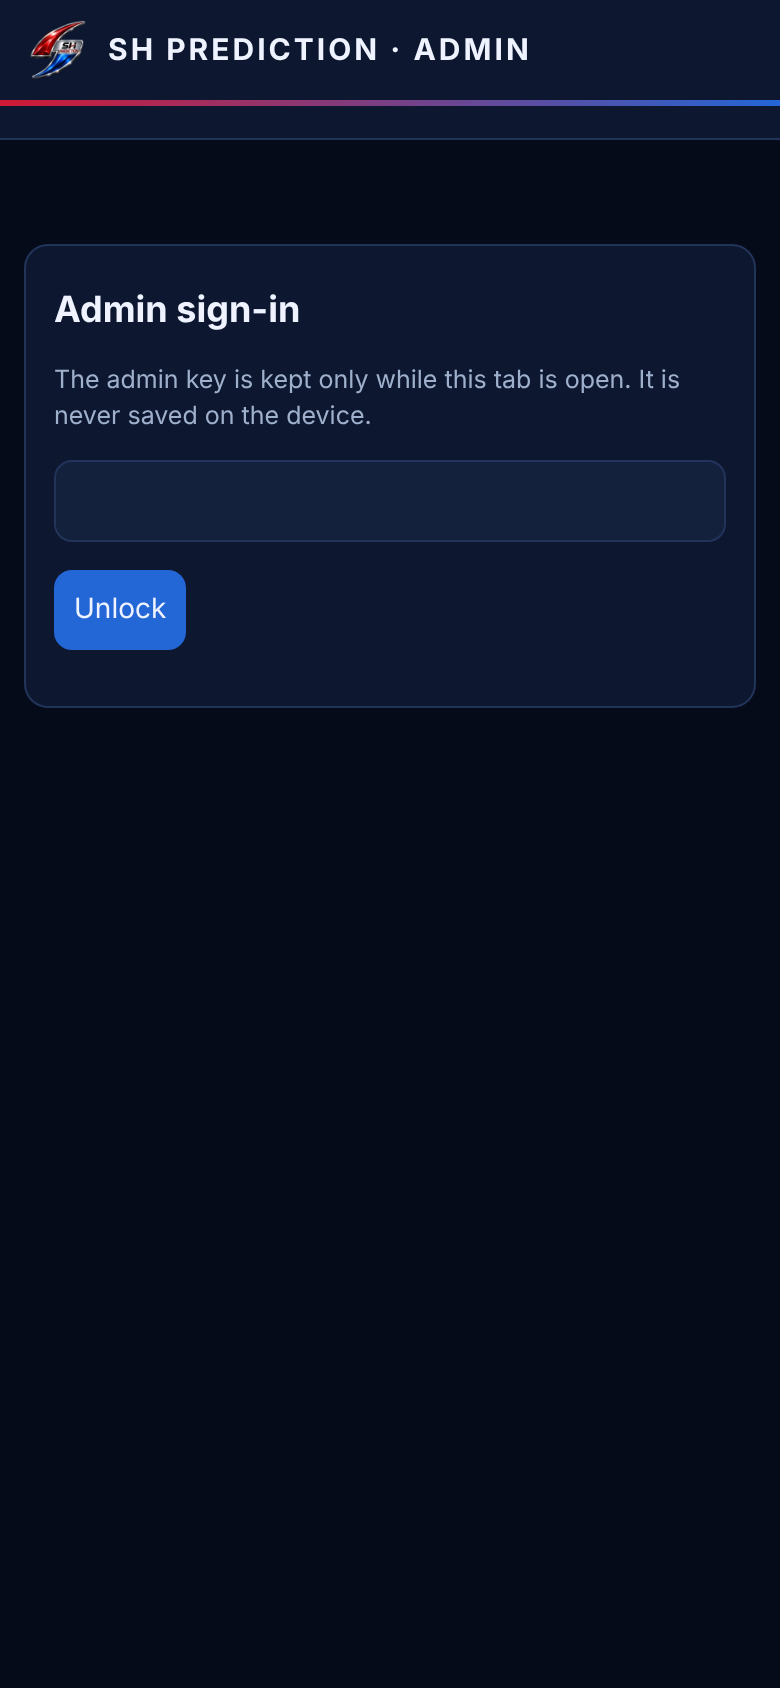 SH
SH PREDICTION · ADMIN
Admin sign-in
The admin key is kept only while this tab is open. It is
never saved on the device.
Unlock